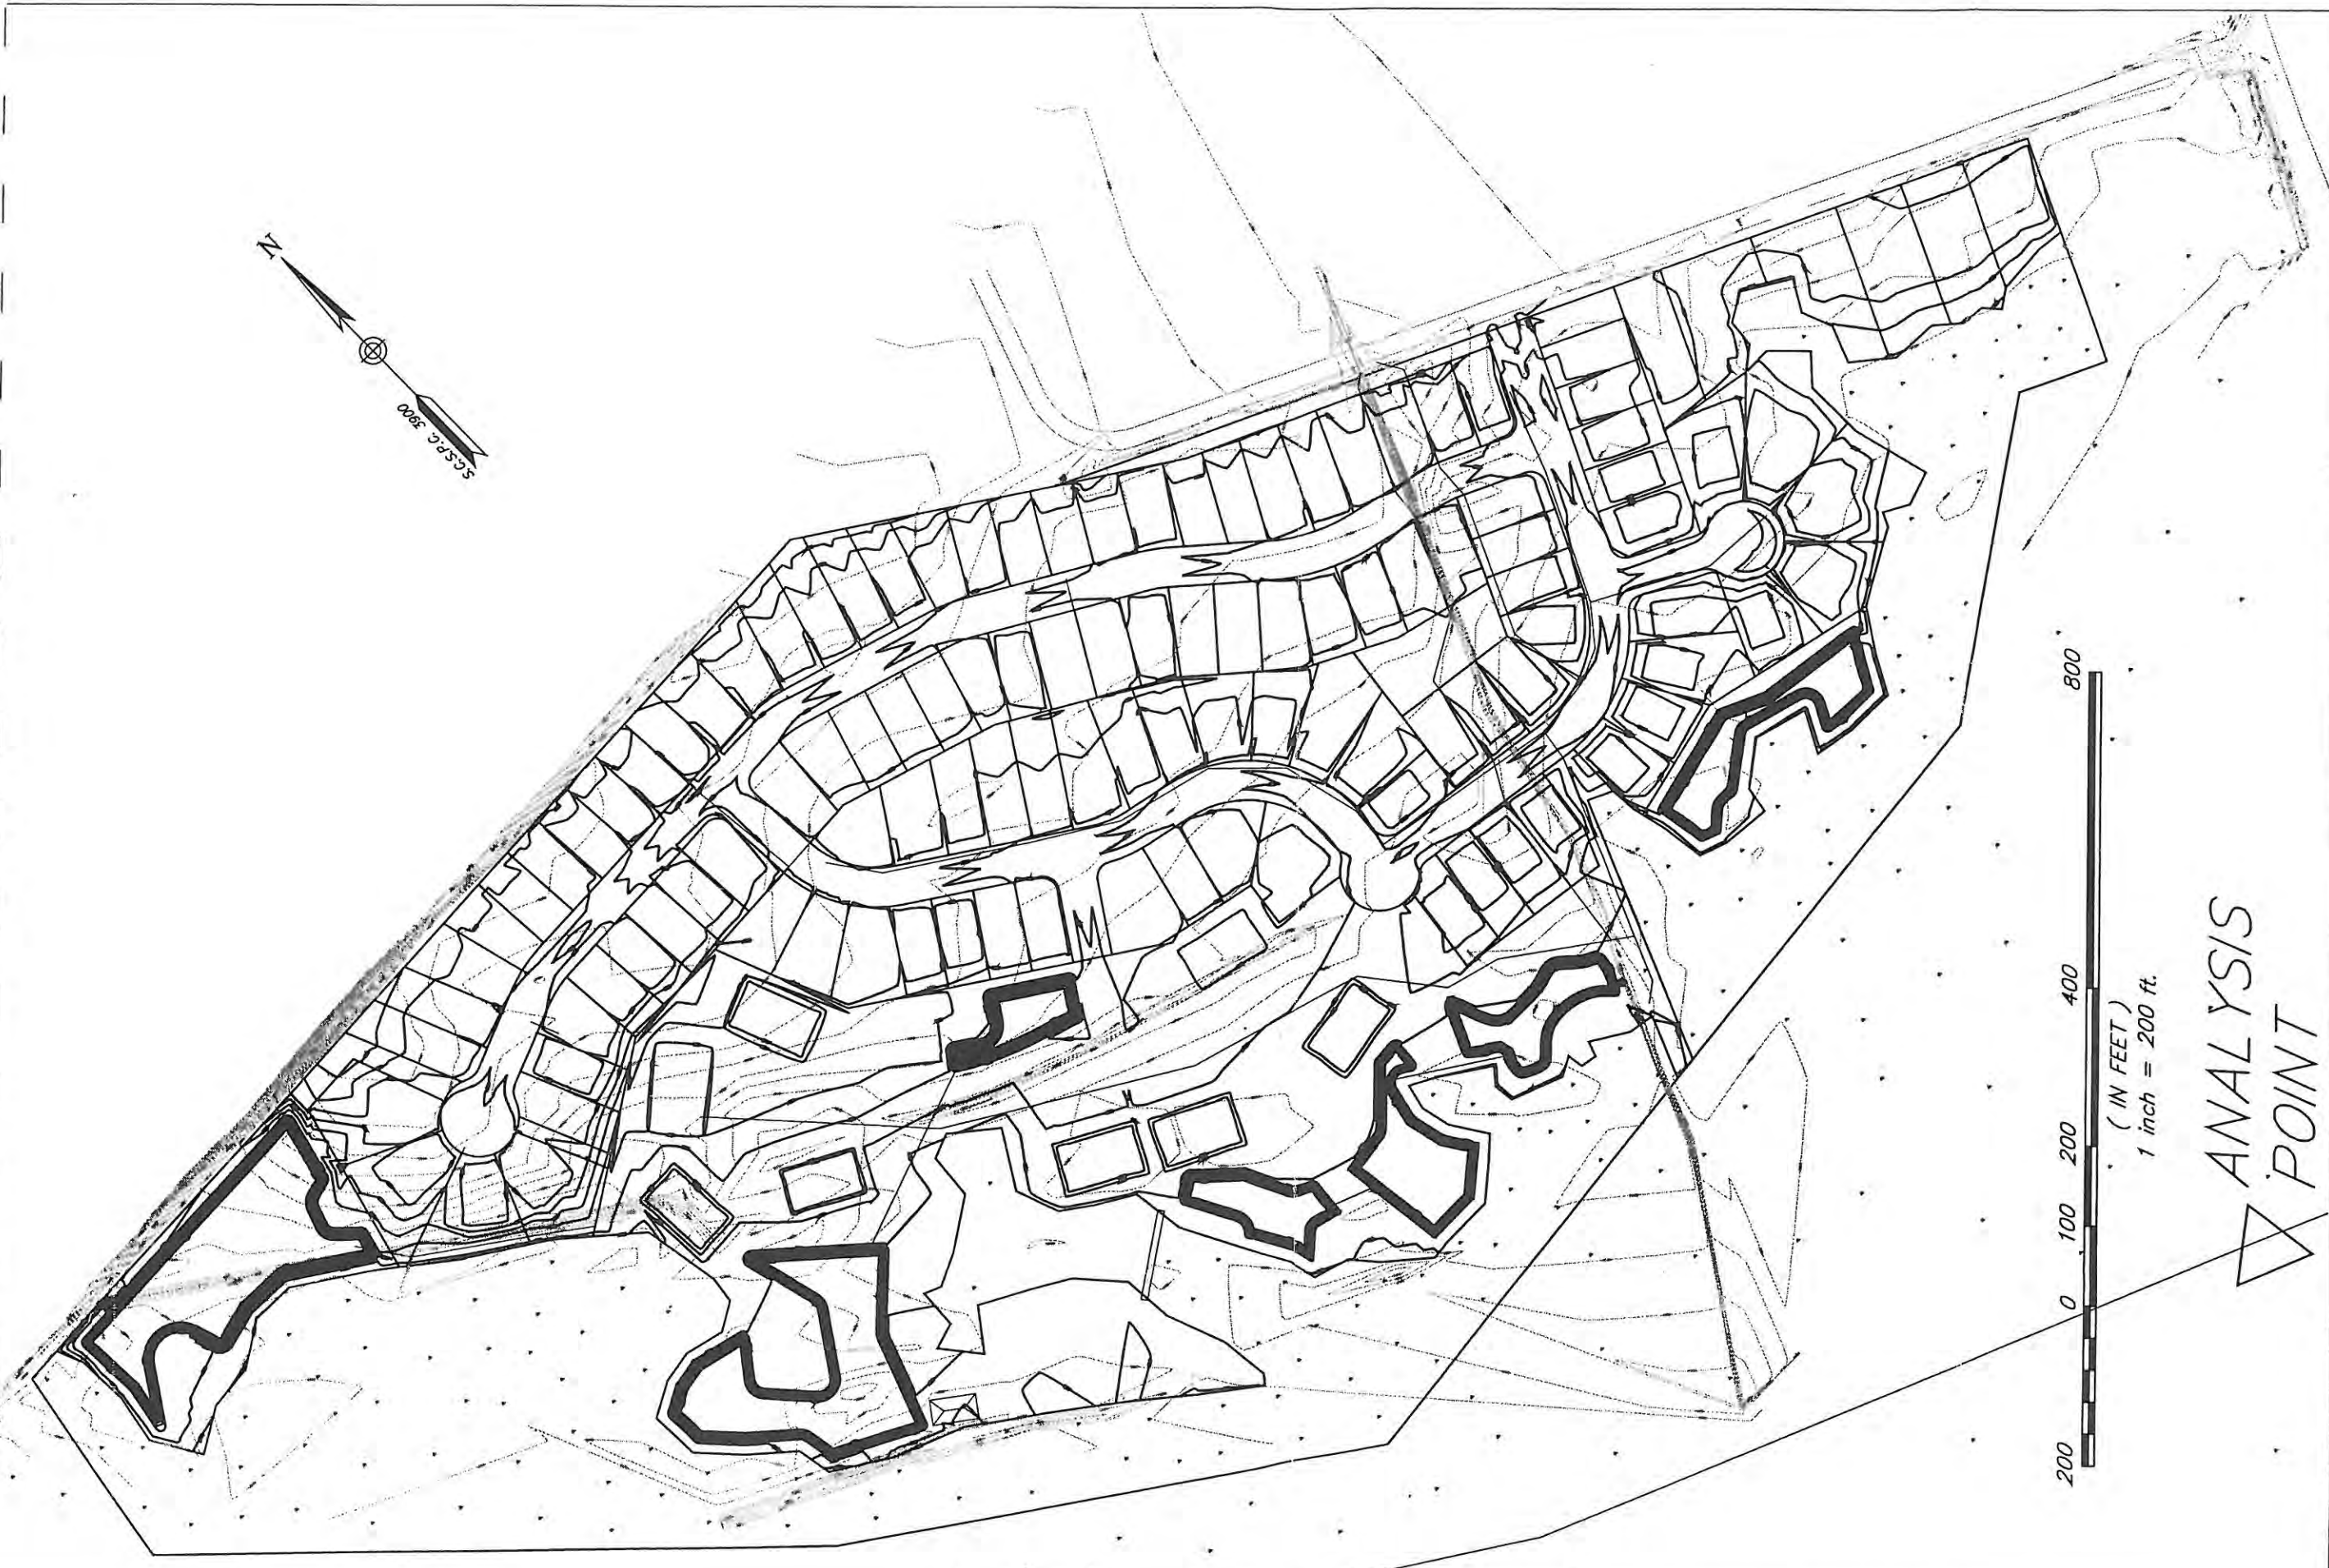 N
S.C.S.P.C. 3900
200 0 100 200 400 800
( IN FEET )
1 inch = 200 ft.
ANALYSIS
POINT